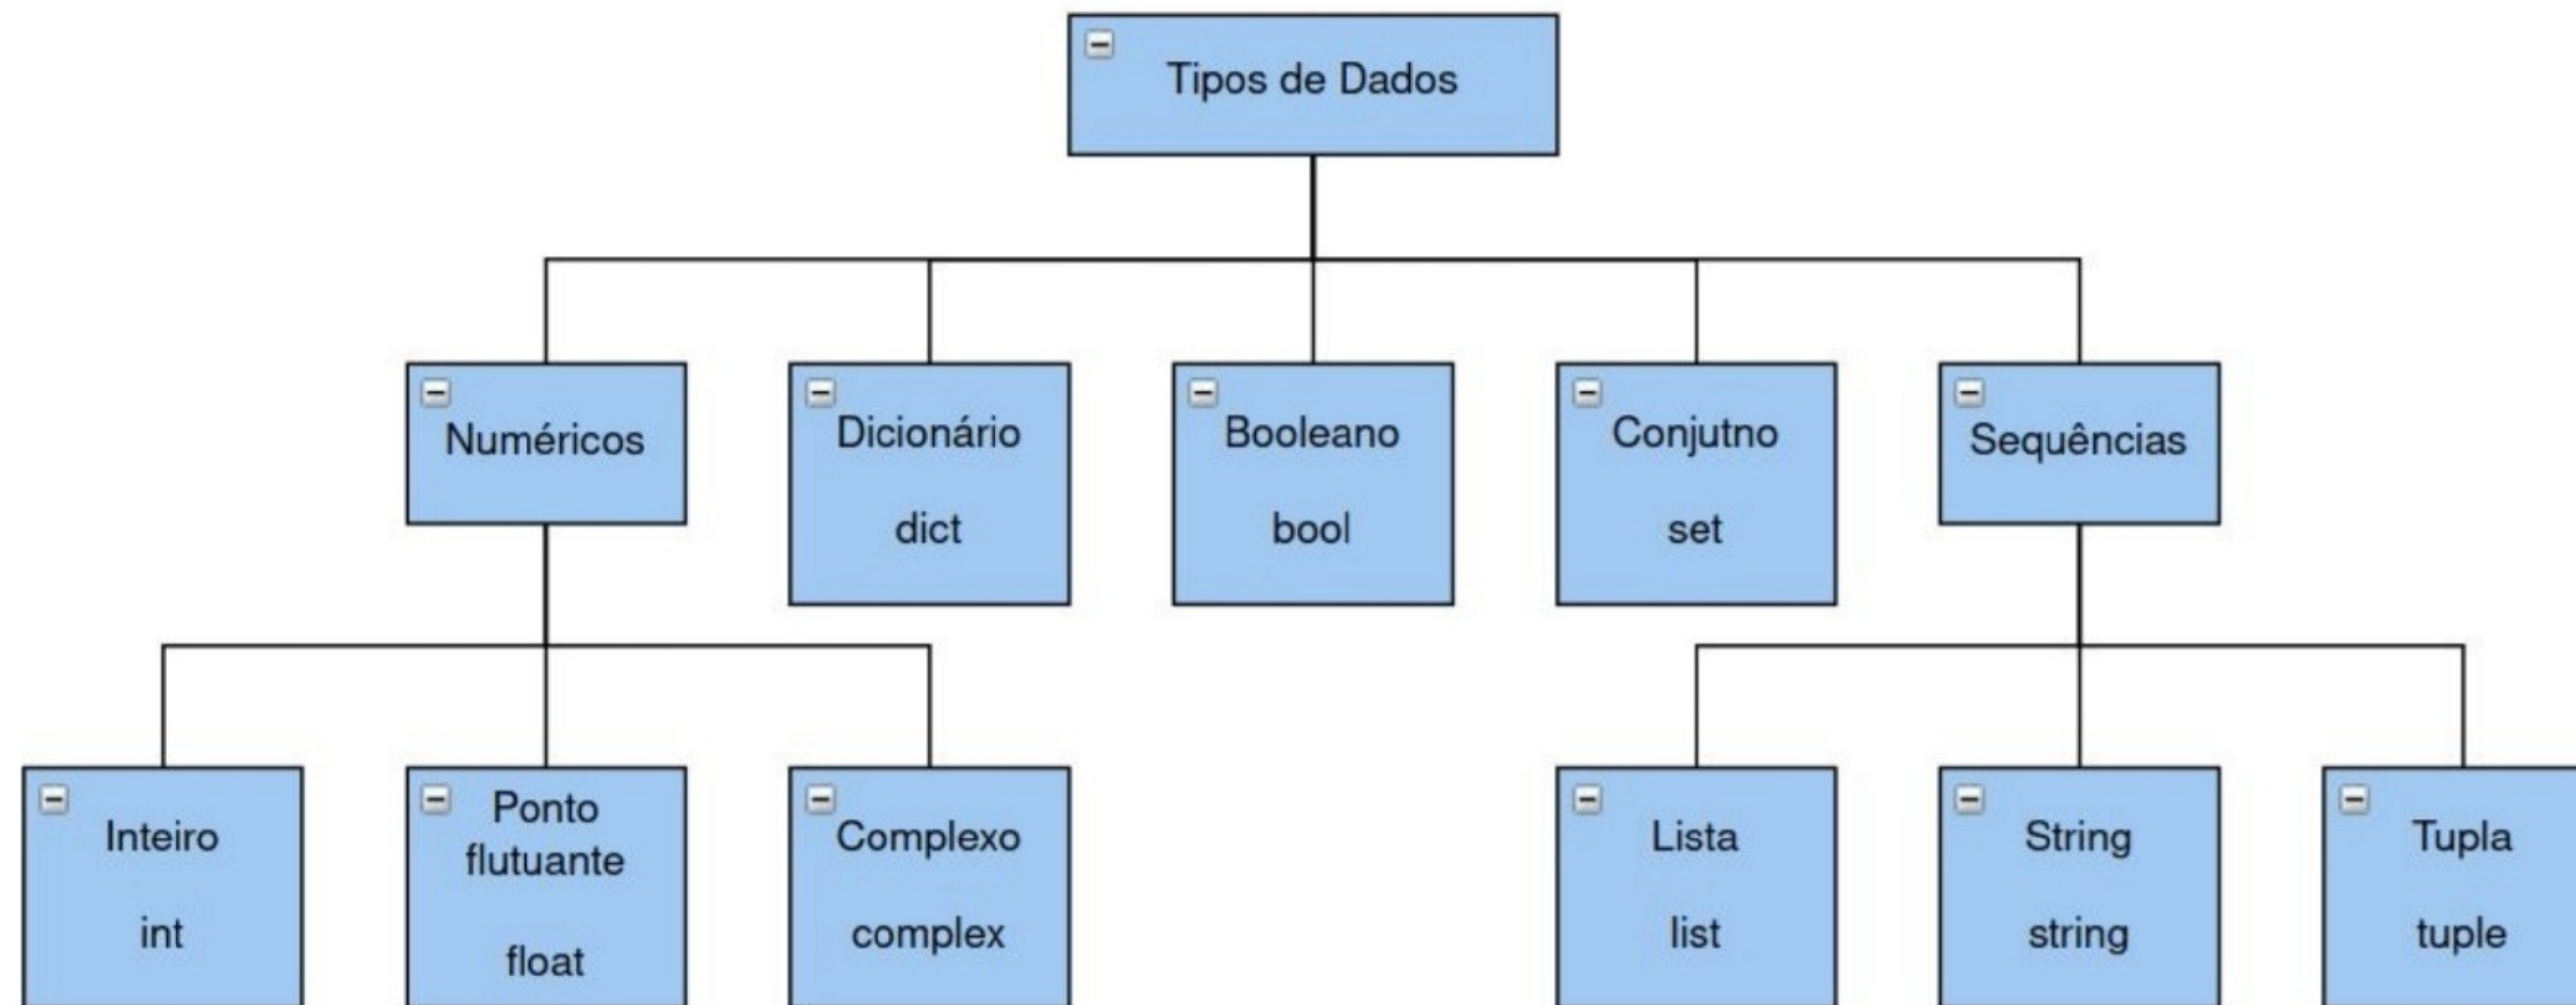 Tipos de Dados
Numéricos
Dicionário
dict
Booleano
bool
Conjutno
set
Sequências
Inteiro
int
Ponto
flutuante
float
Complexo
complex
Lista
list
String
string
Tupla
tuple